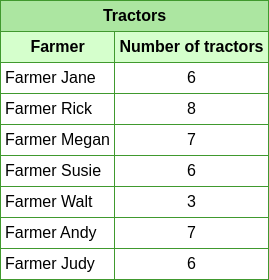 Tractors
Farmer Number of tractors
Farmer Jane 6
Farmer Rick 8
Farmer Megan 7
Farmer Susie 6
Farmer Walt 3
Farmer Andy 7
Farmer Judy 6